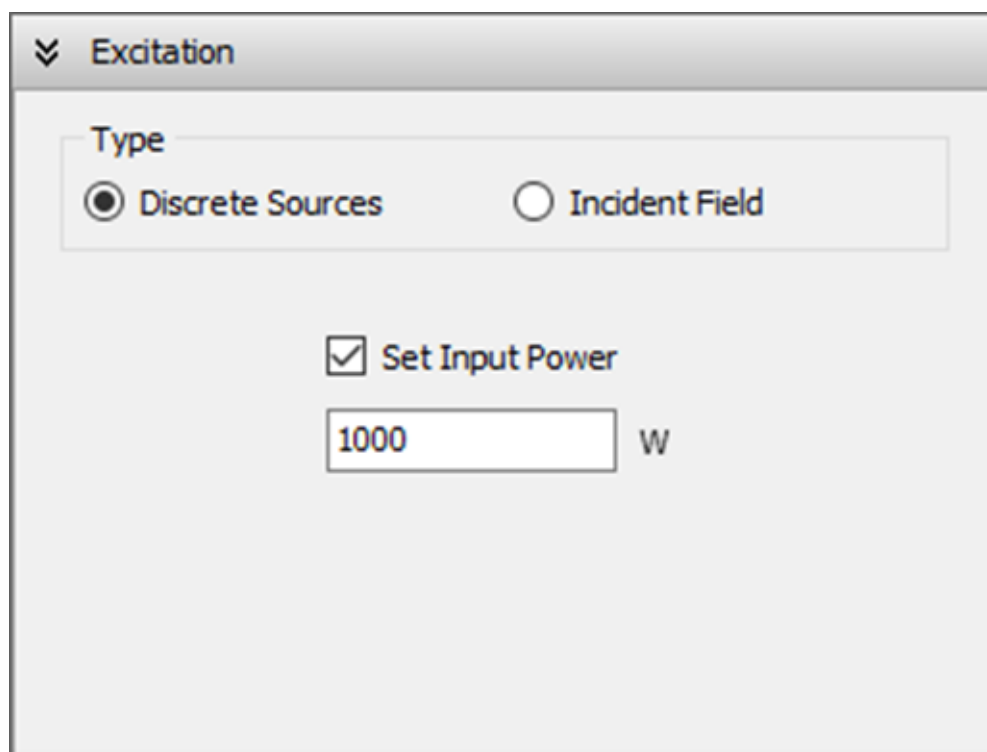 Excitation
Type
Discrete Sources Incident Field
Set Input Power
1000 W